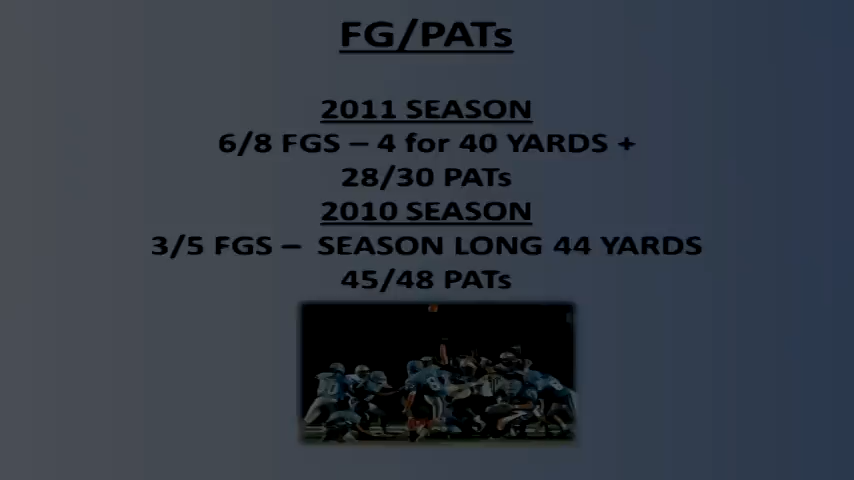 FG/PATs
2011 SEASON
6/8 FGS – 4 for 40 YARDS +
28/30 PATs
2010 SEASON
3/5 FGS – SEASON LONG 44 YARDS
45/48 PATs